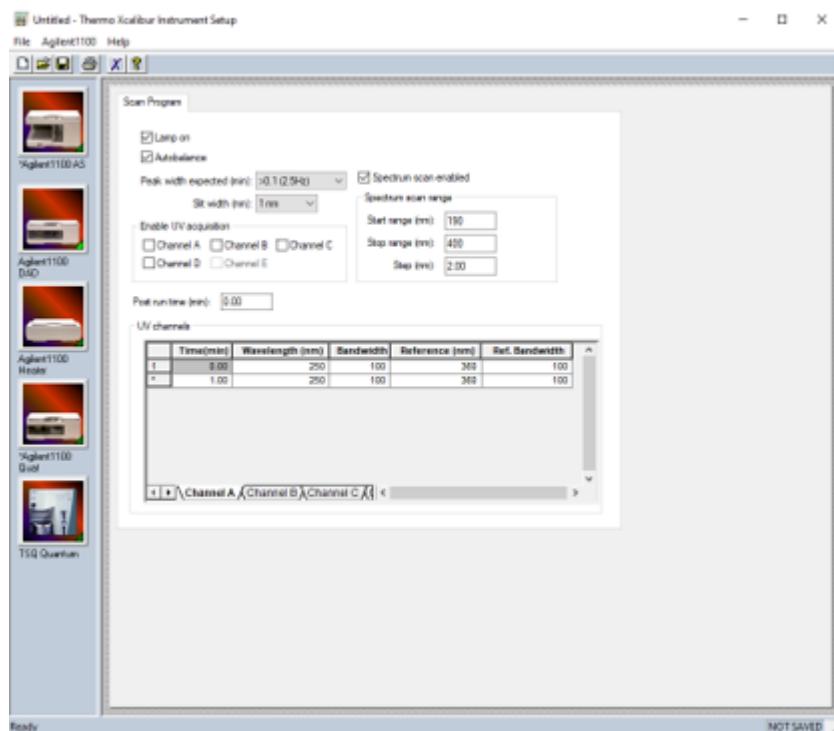 Untitled - Thermo Xcalibur Instrument Setup
File Agilent1100 Help
Scan Program
Lamp on
Autobalance
Peak width expected (min): >0.1 (2.5Hz)
Slit width (nm): 1 nm
Spectrum scan enabled
Spectrum scan range
Start range (nm): 190
Stop range (nm): 400
Step (nm): 2.00
Enable UV acquisition
Channel A Channel B Channel C
Channel D Channel E
Post run time (min): 0.00
UV channels
Time(min) Wavelength (nm) Bandwidth Reference (nm) Ref. Bandwidth
1 0.00 250 100 360 100
* 1.00 250 100 360 100
Channel A Channel B Channel C
*Agilent1100 AS
Agilent1100
DAD
Agilent1100
Heater
*Agilent1100
Quat
TSQ Quantum
Ready
NOT SAVED